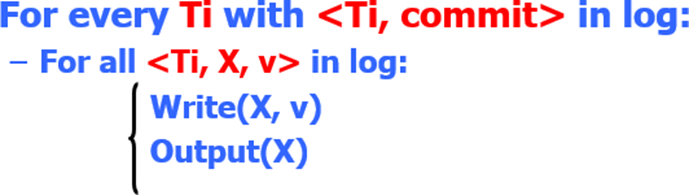 For every Ti with <Ti, commit> in log:
– For all <Ti, X, v> in log:
Write(X, v)
Output(X)